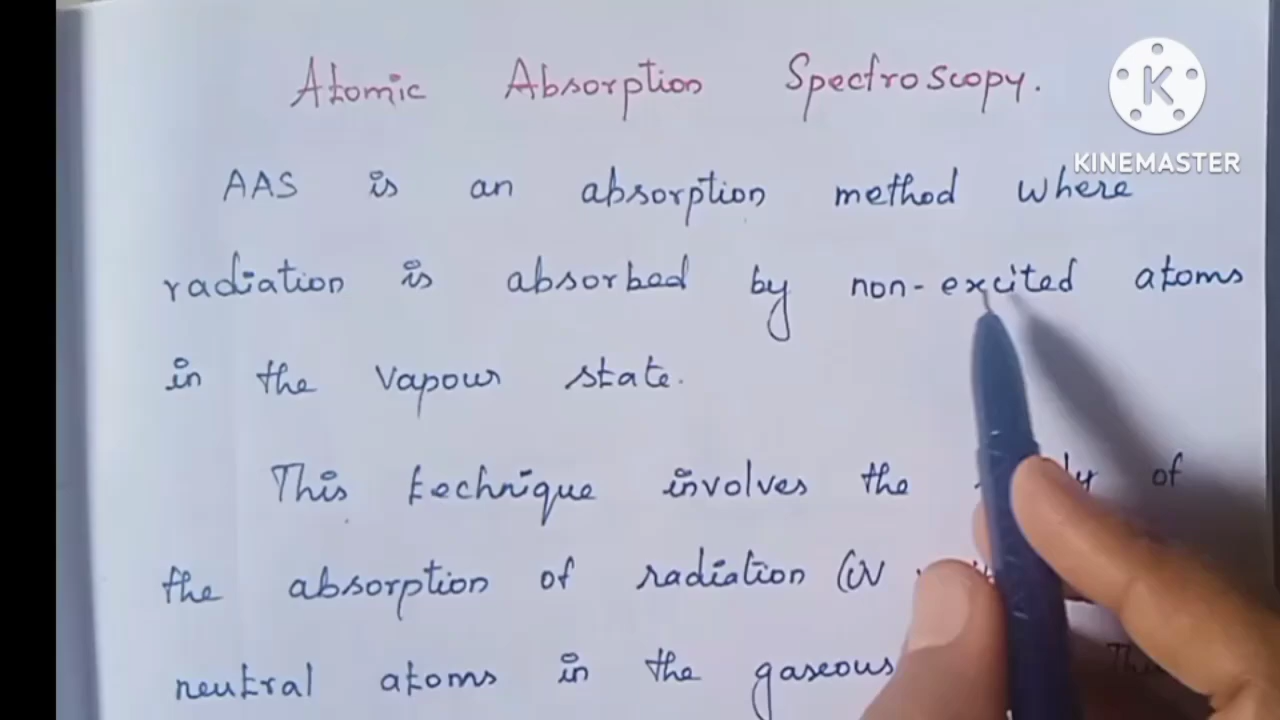 Atomic Absorption Spectroscopy.
K
KINEMASTER
AAS is an absorption method where
radiation is absorbed by non-excited atoms
in the vapour state.
This technique involves the of
the absorption of radiation (UV
neutral atoms in the gaseous